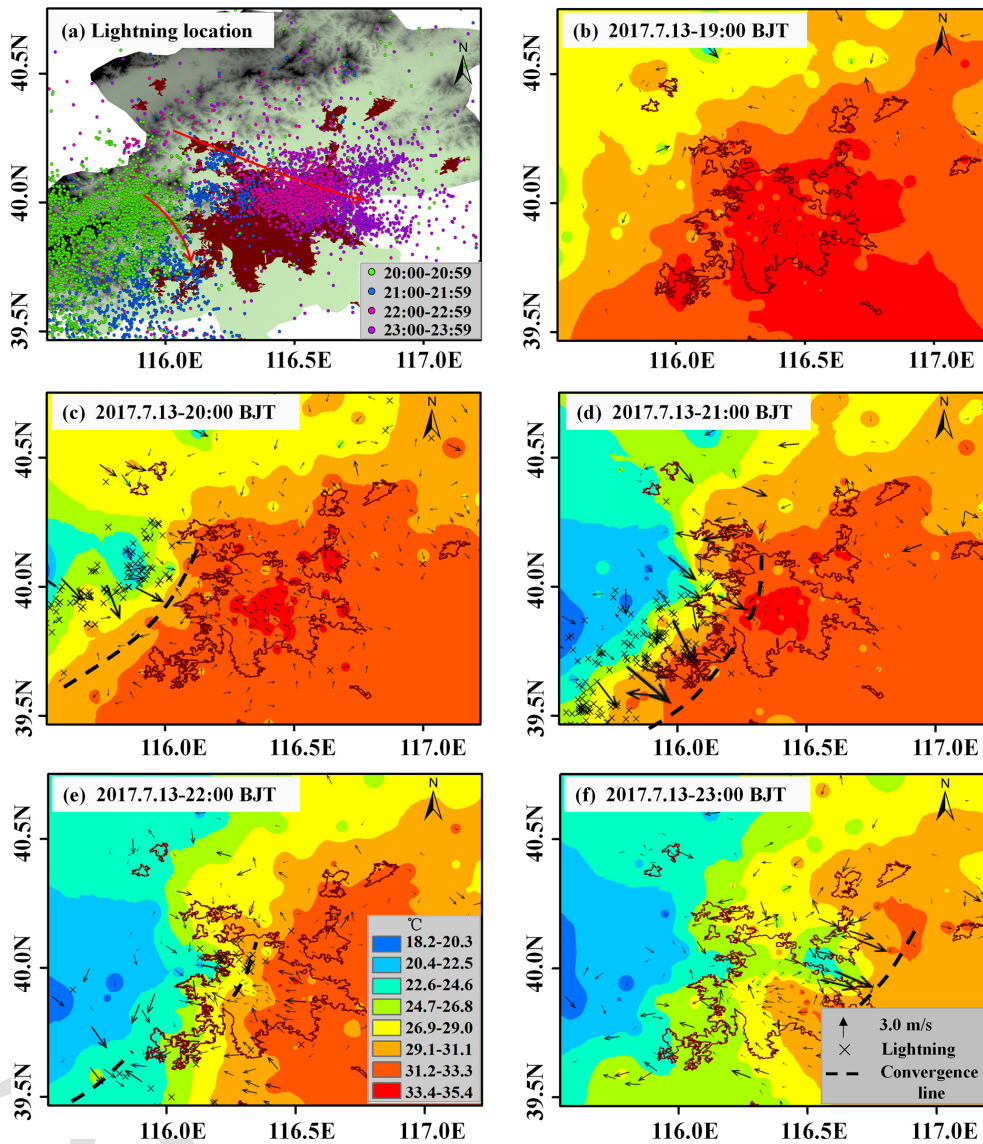 (a) Lightning location
N
40.5N
40.0N
39.5N
116.0E 116.5E 117.0E
20:00-20:59
21:00-21:59
22:00-22:59
23:00-23:59
(b) 2017.7.13-19:00 BJT
N
40.5N
40.0N
39.5N
116.0E 116.5E 117.0E
(c) 2017.7.13-20:00 BJT
N
40.5N
40.0N
39.5N
116.0E 116.5E 117.0E
(d) 2017.7.13-21:00 BJT
N
40.5N
40.0N
39.5N
116.0E 116.5E 117.0E
(e) 2017.7.13-22:00 BJT
N
40.5N
40.0N
39.5N
116.0E 116.5E 117.0E
℃
18.2-20.3
20.4-22.5
22.6-24.6
24.7-26.8
26.9-29.0
29.1-31.1
31.2-33.3
33.4-35.4
(f) 2017.7.13-23:00 BJT
N
40.5N
40.0N
39.5N
116.0E 116.5E 117.0E
3.0 m/s
Lightning
Convergence
line